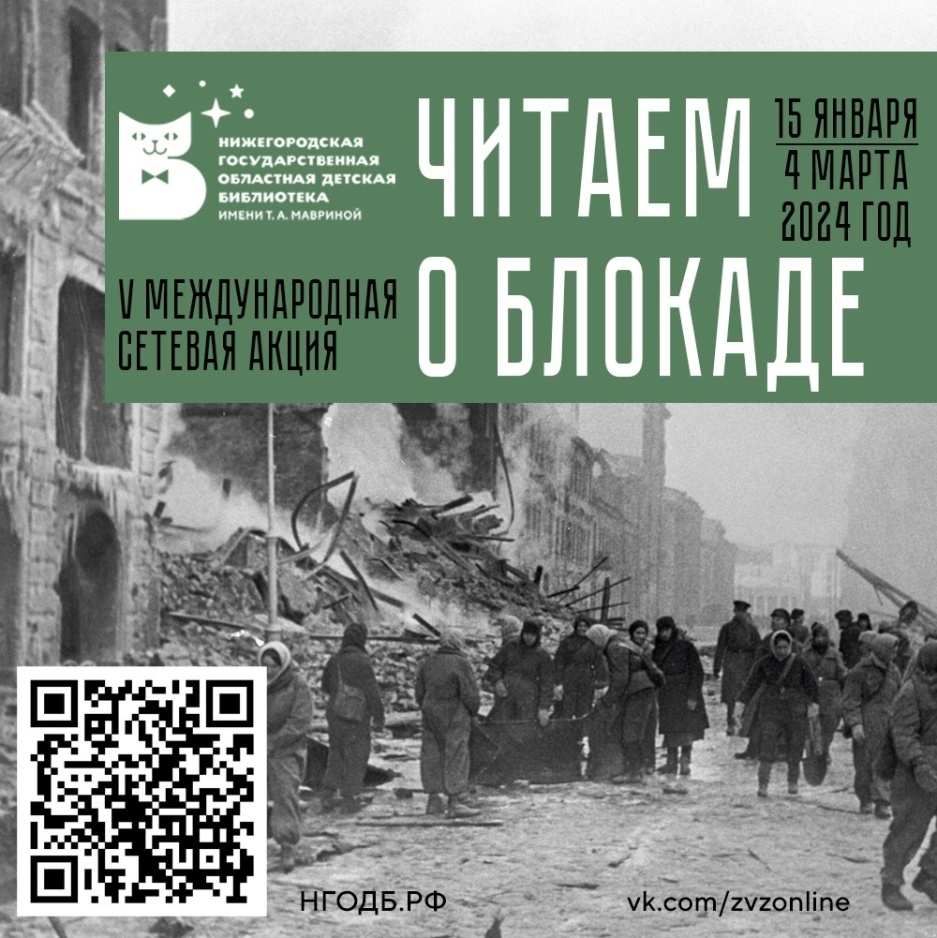 НИЖЕГОРОДСКАЯ
ГОСУДАРСТВЕННАЯ
ОБЛАСТНАЯ ДЕТСКАЯ
БИБЛИОТЕКА
ИМЕНИ Т. А. МАВРИНОЙ
V МЕЖДУНАРОДНАЯ
СЕТЕВАЯ АКЦИЯ
ЧИТАЕМ
О БЛОКАДЕ
15 ЯНВАРЯ
4 МАРТА
2024 ГОД
НГОДБ.РФ
vk.com/zvzonline